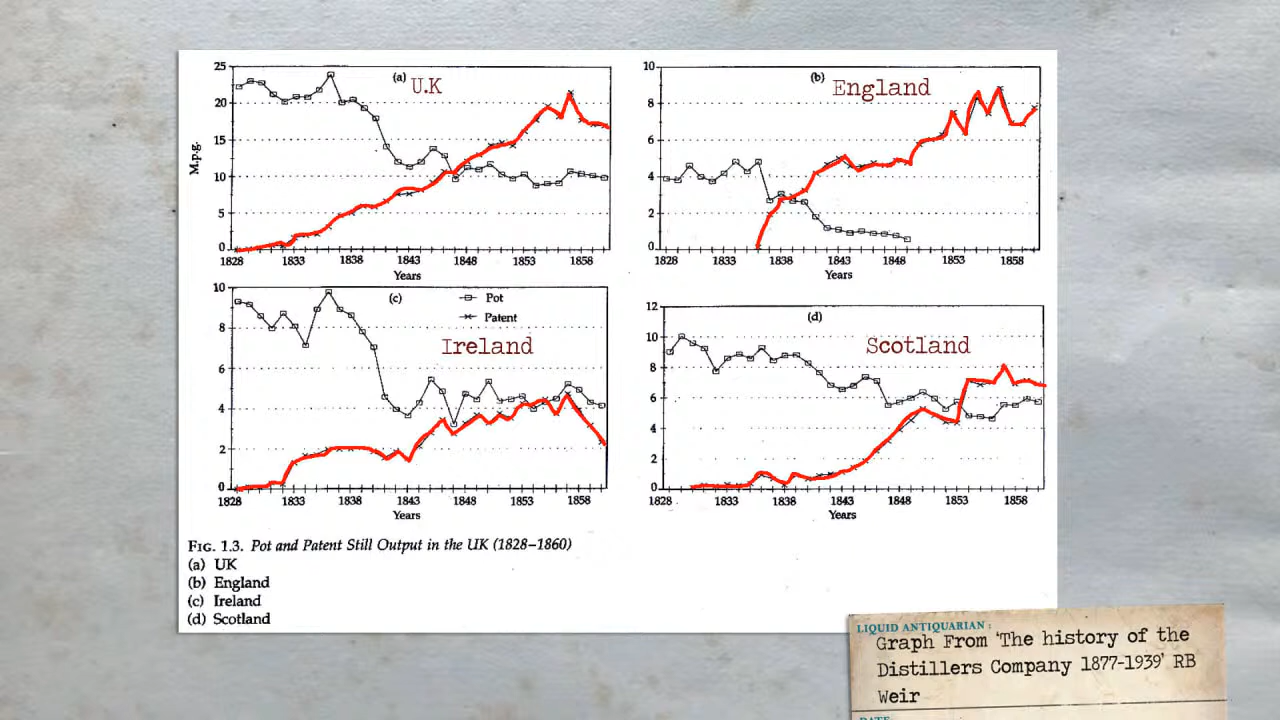 (a) U.K
25
20
15
10
5
0
M.p.g.
1828 1833 1838 1843 1848 1853 1858
Years
(b) England
10
8
6
4
2
0
1828 1833 1838 1843 1848 1853 1858
Years
(c)
Pot
Patent
Ireland
10
8
6
4
2
0
1828 1833 1838 1843 1848 1853 1858
Years
(d)
Scotland
12
10
8
6
4
2
0
1828 1833 1838 1843 1848 1853 1858
Years
FIG. 1.3. Pot and Patent Still Output in the UK (1828–1860)
(a) UK
(b) England
(c) Ireland
(d) Scotland
LIQUID ANTIQUARIAN :
Graph From ‘The history of the
Distillers Company 1877-1939’ RB
Weir